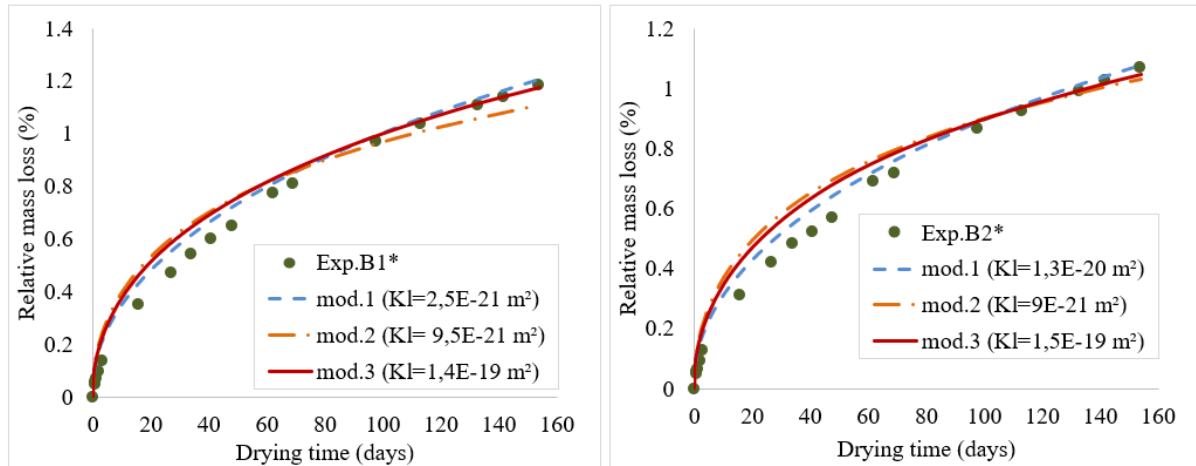 1.4
1.2
1
0.8
0.6
0.4
0.2
0
Relative mass loss (%)
Exp.B1*
mod.1 (Kl=2,5E-21 m²)
mod.2 (Kl= 9,5E-21 m²)
mod.3 (Kl=1,4E-19 m²)
0 20 40 60 80 100 120 140 160
Drying time (days)
1.2
1
0.8
0.6
0.4
0.2
0
Relative mass loss (%)
Exp.B2*
mod.1 (Kl=1,3E-20 m²)
mod.2 (Kl=9E-21 m²)
mod.3 (Kl=1,5E-19 m²)
0 20 40 60 80 100 120 140 160
Drying time (days)